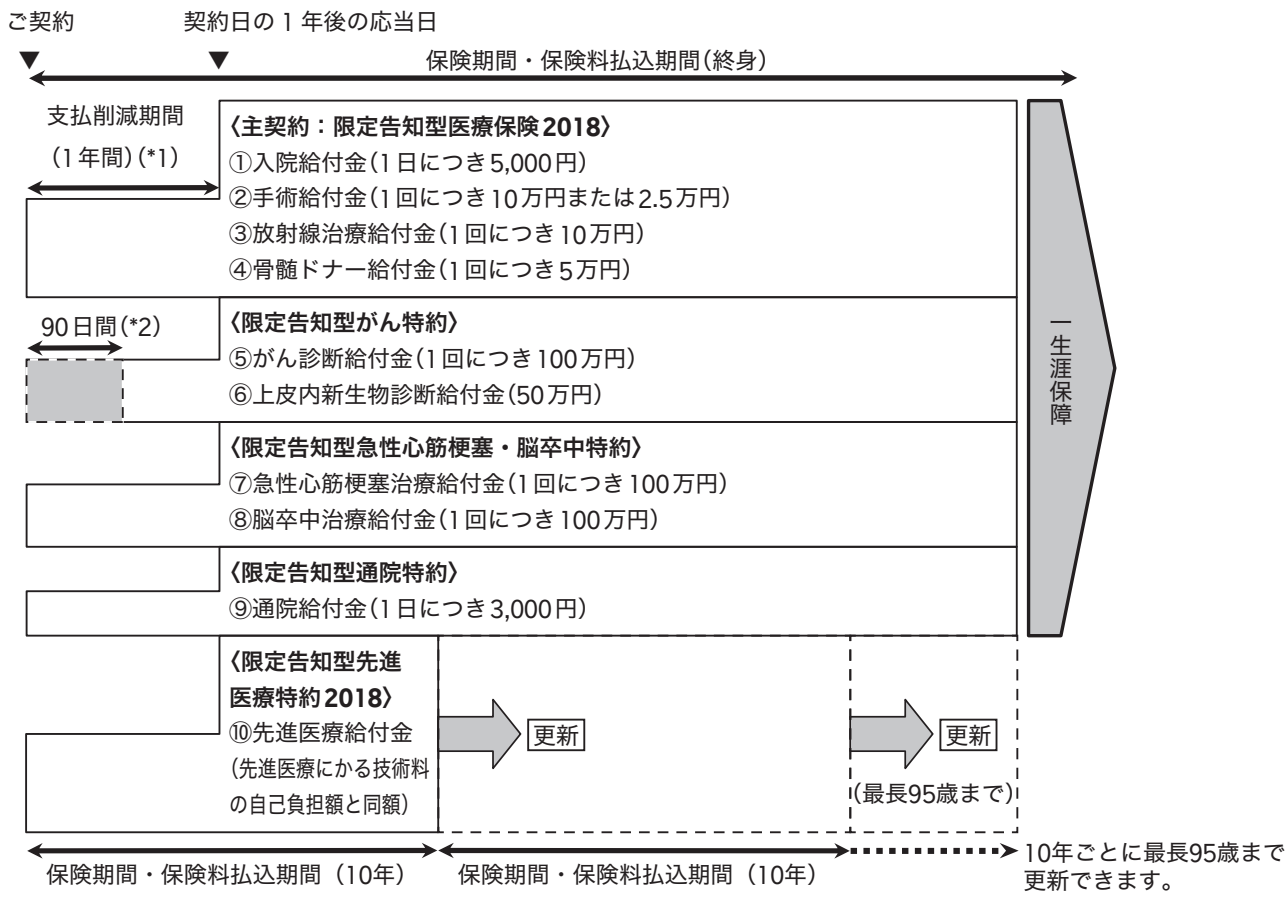 ご契約
契約日の1年後の応当日
▼
▼
保険期間・保険料払込期間(終身)
支払削減期間
(1年間)(*1)
〈主契約：限定告知型医療保険2018〉
①入院給付金(1日につき5,000円)
②手術給付金(1回につき10万円または2.5万円)
③放射線治療給付金(1回につき10万円)
④骨髄ドナー給付金(1回につき5万円)
90日間(*2)
〈限定告知型がん特約〉
⑤がん診断給付金(1回につき100万円)
⑥上皮内新生物診断給付金(50万円)
〈限定告知型急性心筋梗塞・脳卒中特約〉
⑦急性心筋梗塞治療給付金(1回につき100万円)
⑧脳卒中治療給付金(1回につき100万円)
〈限定告知型通院特約〉
⑨通院給付金(1日につき3,000円)
一生涯保障
〈限定告知型先進
医療特約2018〉
⑩先進医療給付金
(先進医療にかる技術料
の自己負担額と同額)
更新
更新
(最長95歳まで)
保険期間・保険料払込期間（10年）
保険期間・保険料払込期間（10年）
10年ごとに最長95歳まで
更新できます。